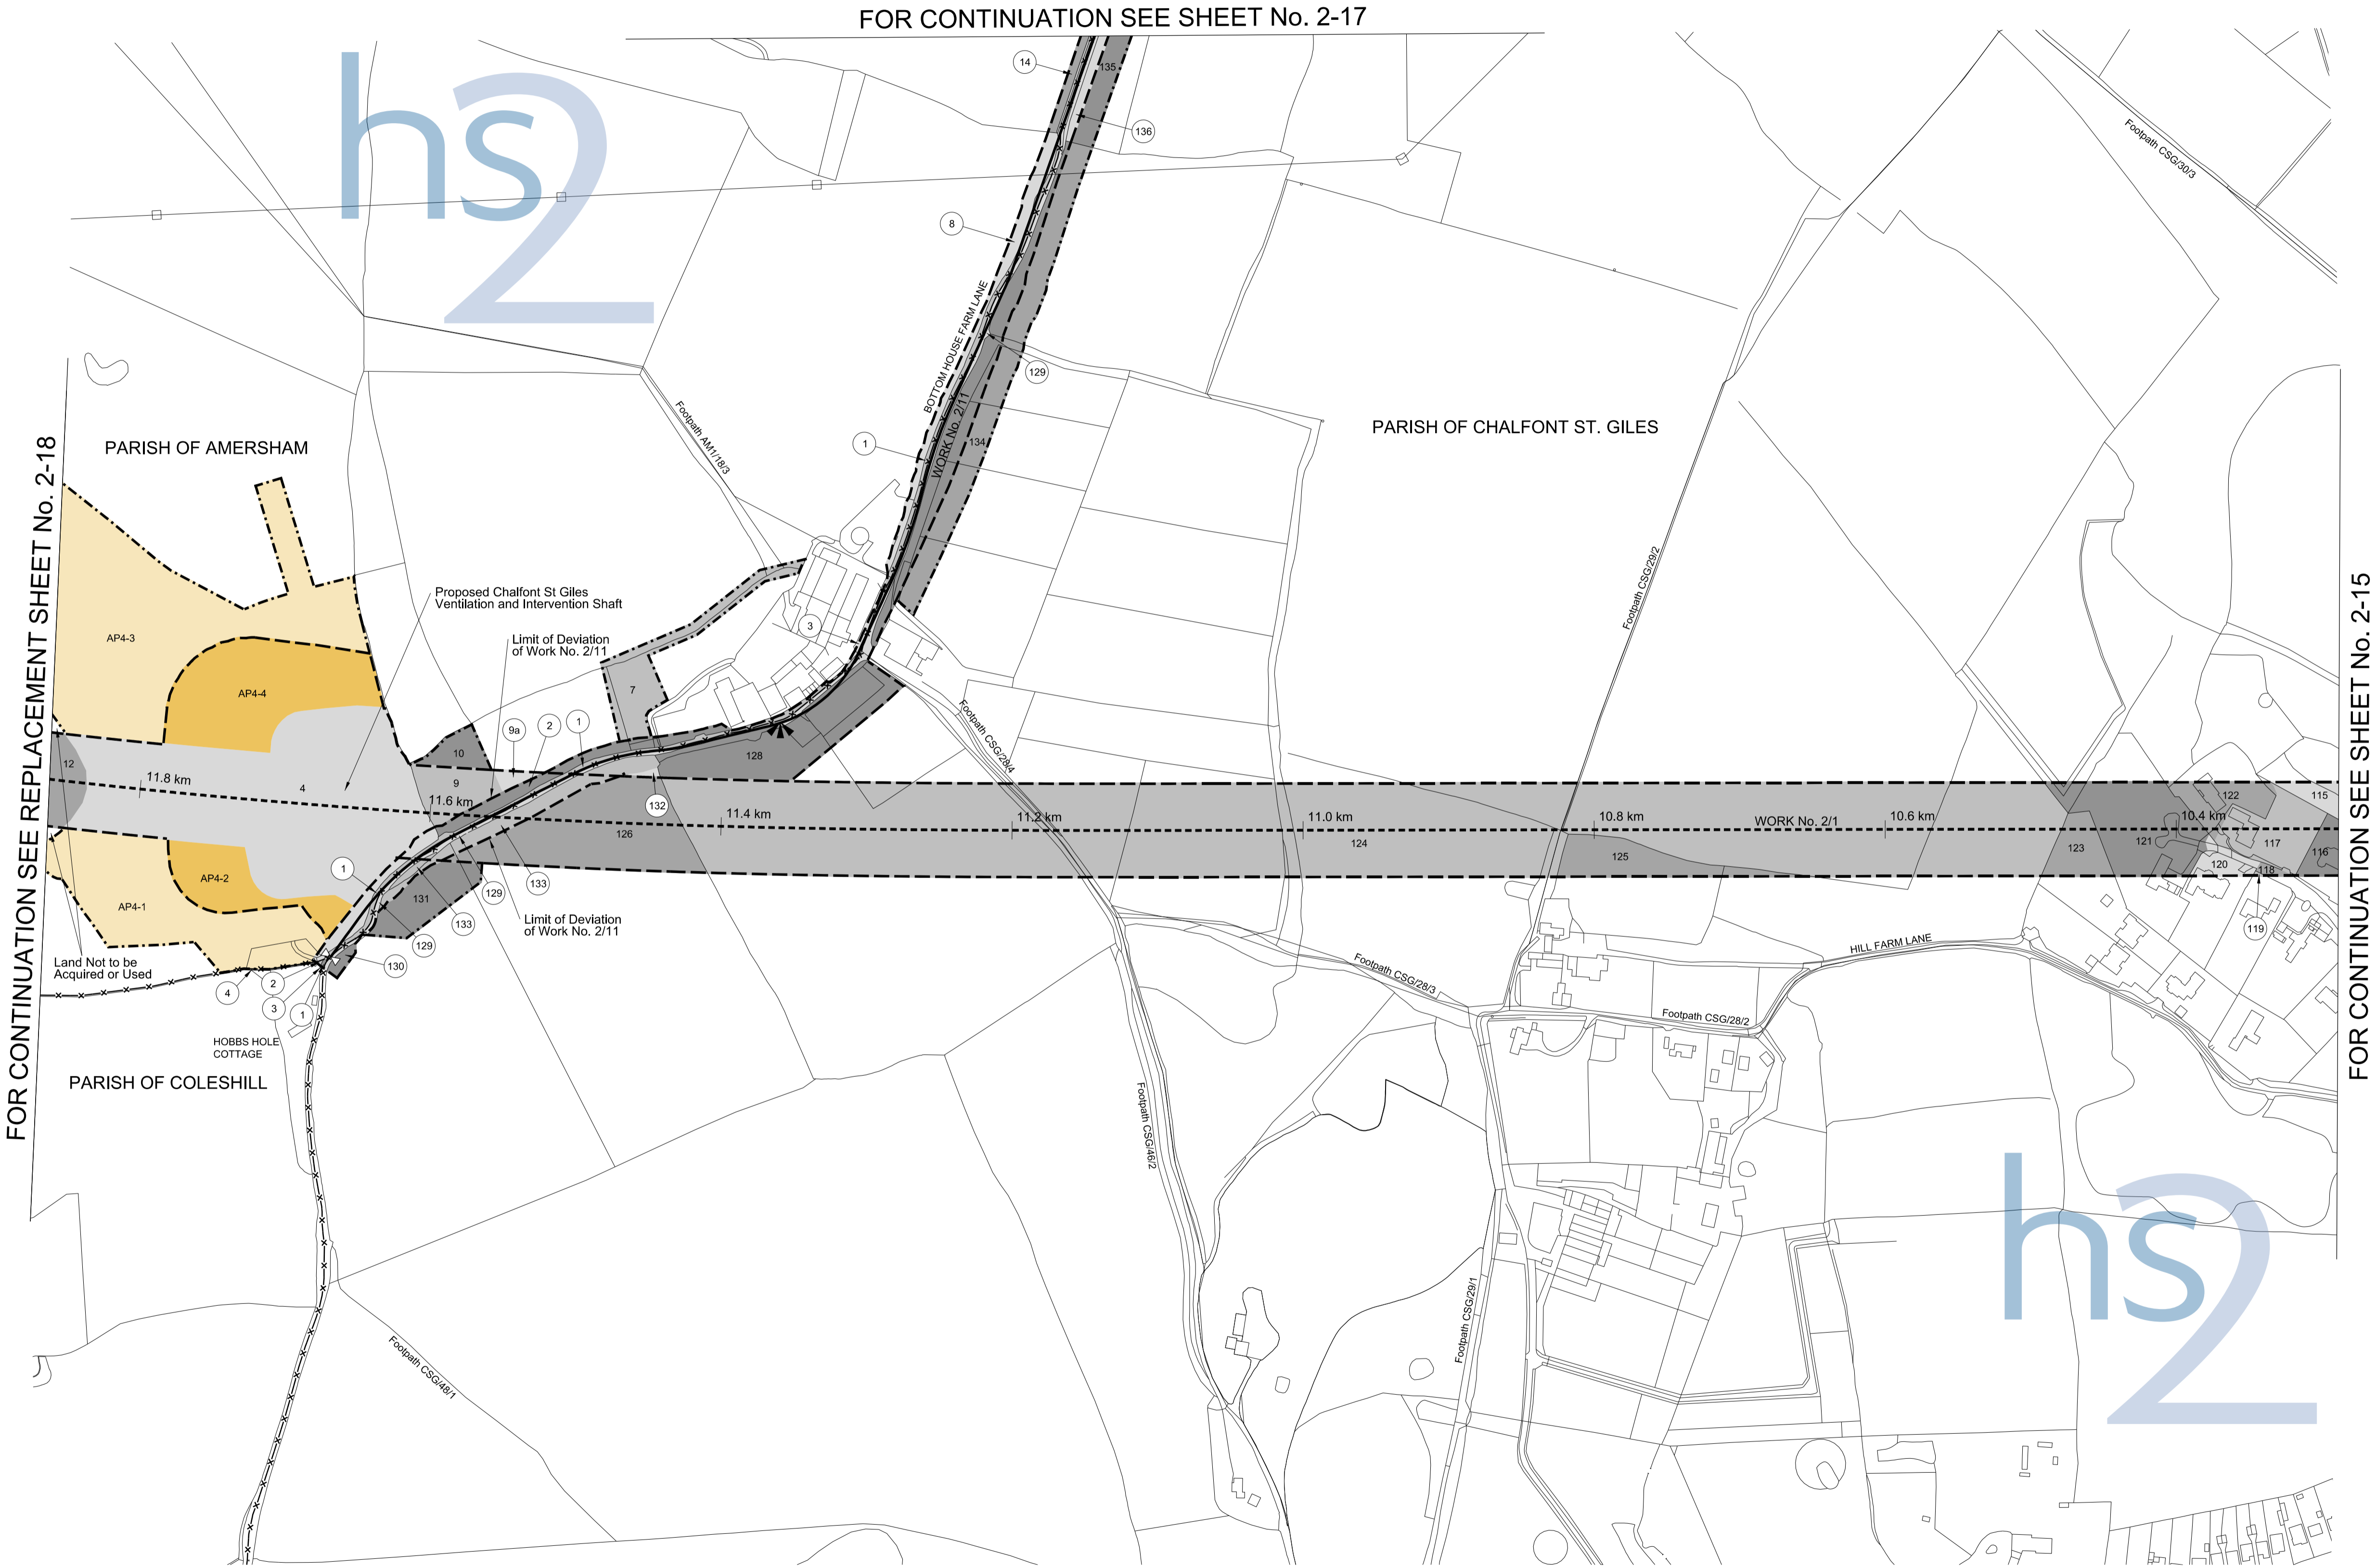 FOR CONTINUATION SEE SHEET No. 2-17
hs2
14
135
136
Footpath CSG/30/3
8
BOTTOM HOUSE FARM LANE
129
WORK No. 2/11
134
1
Footpath AM1/18/3
PARISH OF AMERSHAM
PARISH OF CHALFONT ST. GILES
FOR CONTINUATION SEE REPLACEMENT SHEET No. 2-18
FOR CONTINUATION SEE SHEET No. 2-15
Footpath CSG/29/2
Proposed Chalfont St Giles
Ventilation and Intervention Shaft
Limit of Deviation
of Work No. 2/11
AP4-3
AP4-4
3
7
9a
2
1
10
9
12
11.8 km
4
11.6 km
128
132
126
11.4 km
Footpath CSG/28/4
11.2 km
11.0 km
124
10.8 km
125
WORK No. 2/1
10.6 km
123
121
10.4 km
122
115
117
116
120
118
119
1
AP4-2
AP4-1
131
129
133
133
129
130
Limit of Deviation
of Work No. 2/11
Land Not to be
Acquired or Used
4
2
3
1
HOBBS HOLE
COTTAGE
PARISH OF COLESHILL
HILL FARM LANE
Footpath CSG/28/3
Footpath CSG/28/2
Footpath CSG/46/2
Footpath CSG/29/1
Footpath CSG/48/1
hs2